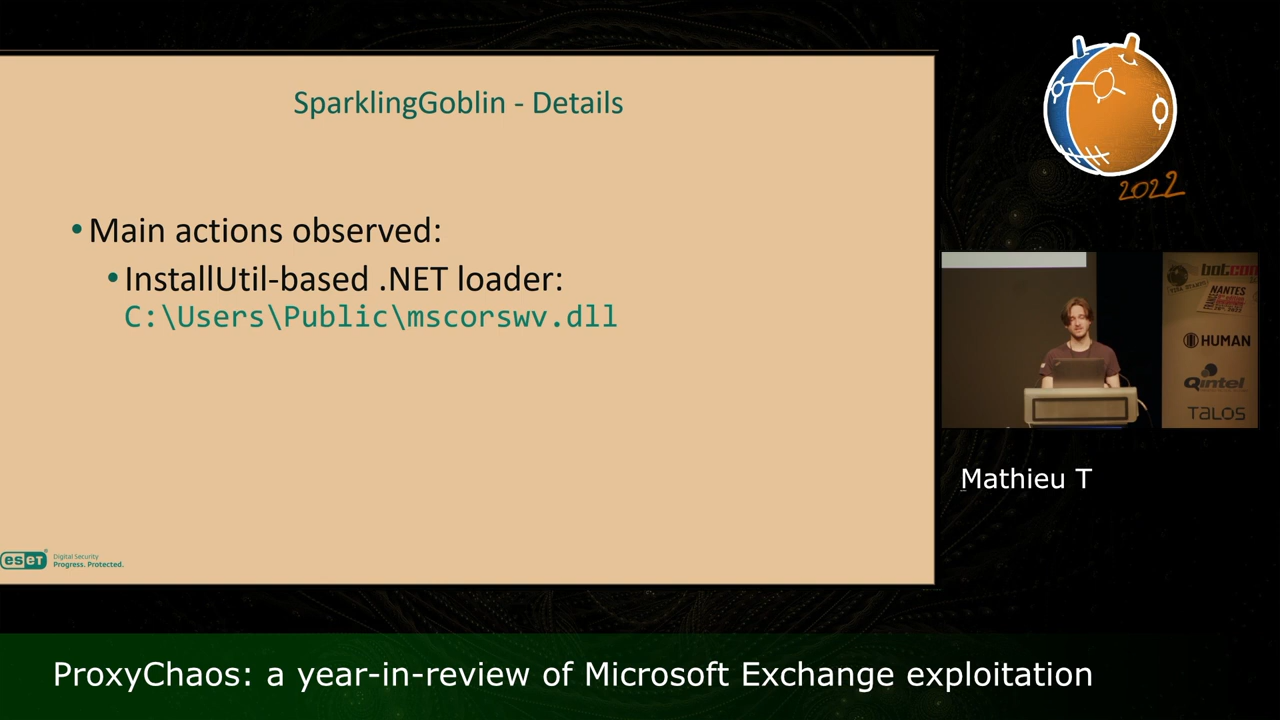 SparklingGoblin - Details
• Main actions observed:
• InstallUtil-based .NET loader:
C:\Users\Public\mscorswv.dll
eset
Digital Security
Progress. Protected.
2022
NANTES
HUMAN
Qintel
TALOS
Mathieu T
ProxyChaos: a year-in-review of Microsoft Exchange exploitation